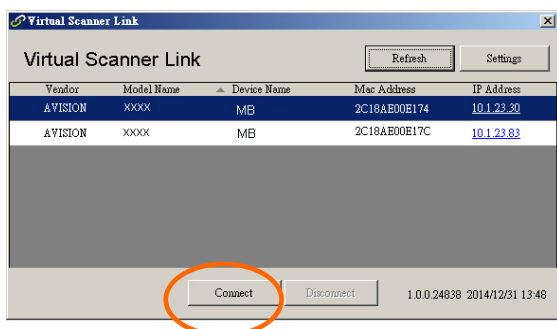 Virtual Scanner Link
Virtual Scanner Link Refresh Settings
Vendor Model Name Device Name Mac Address IP Address
AVISION XXXX MB 2C18AE00E174 10.1.23.30
AVISION XXXX MB 2C18AE00E17C 10.1.23.83
Connect Disconnect 1.0.0.24838 2014/12/31 13:48